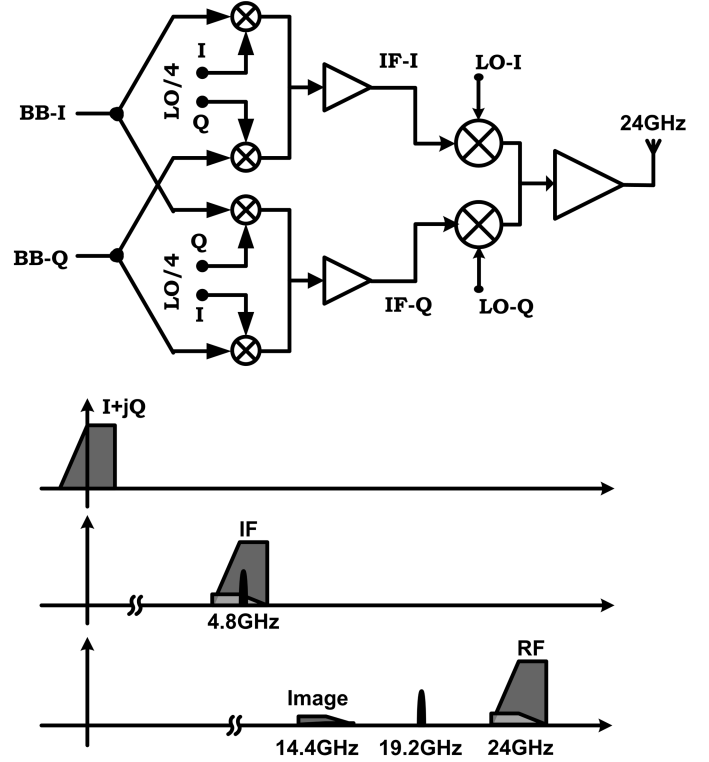 I
LO/4
Q
IF-I
LO-I
BB-I
24GHz
Q
LO/4
I
BB-Q
IF-Q
LO-Q
I+jQ
IF
4.8GHz
RF
Image
14.4GHz
19.2GHz
24GHz